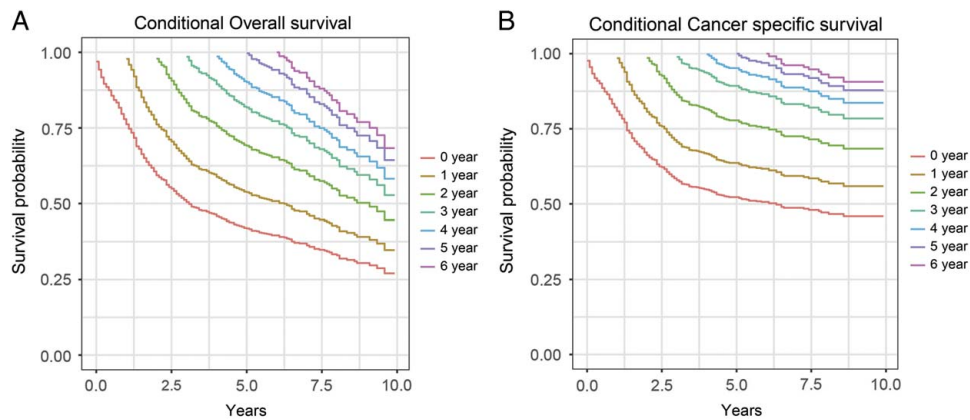 A
Conditional Overall survival
Survival probability
1.00
0.75
0.50
0.25
0.00
0.0 2.5 5.0 7.5 10.0
Years
0 year
1 year
2 year
3 year
4 year
5 year
6 year
B
Conditional Cancer specific survival
Survival probability
1.00
0.75
0.50
0.25
0.00
0.0 2.5 5.0 7.5 10.0
Years
0 year
1 year
2 year
3 year
4 year
5 year
6 year